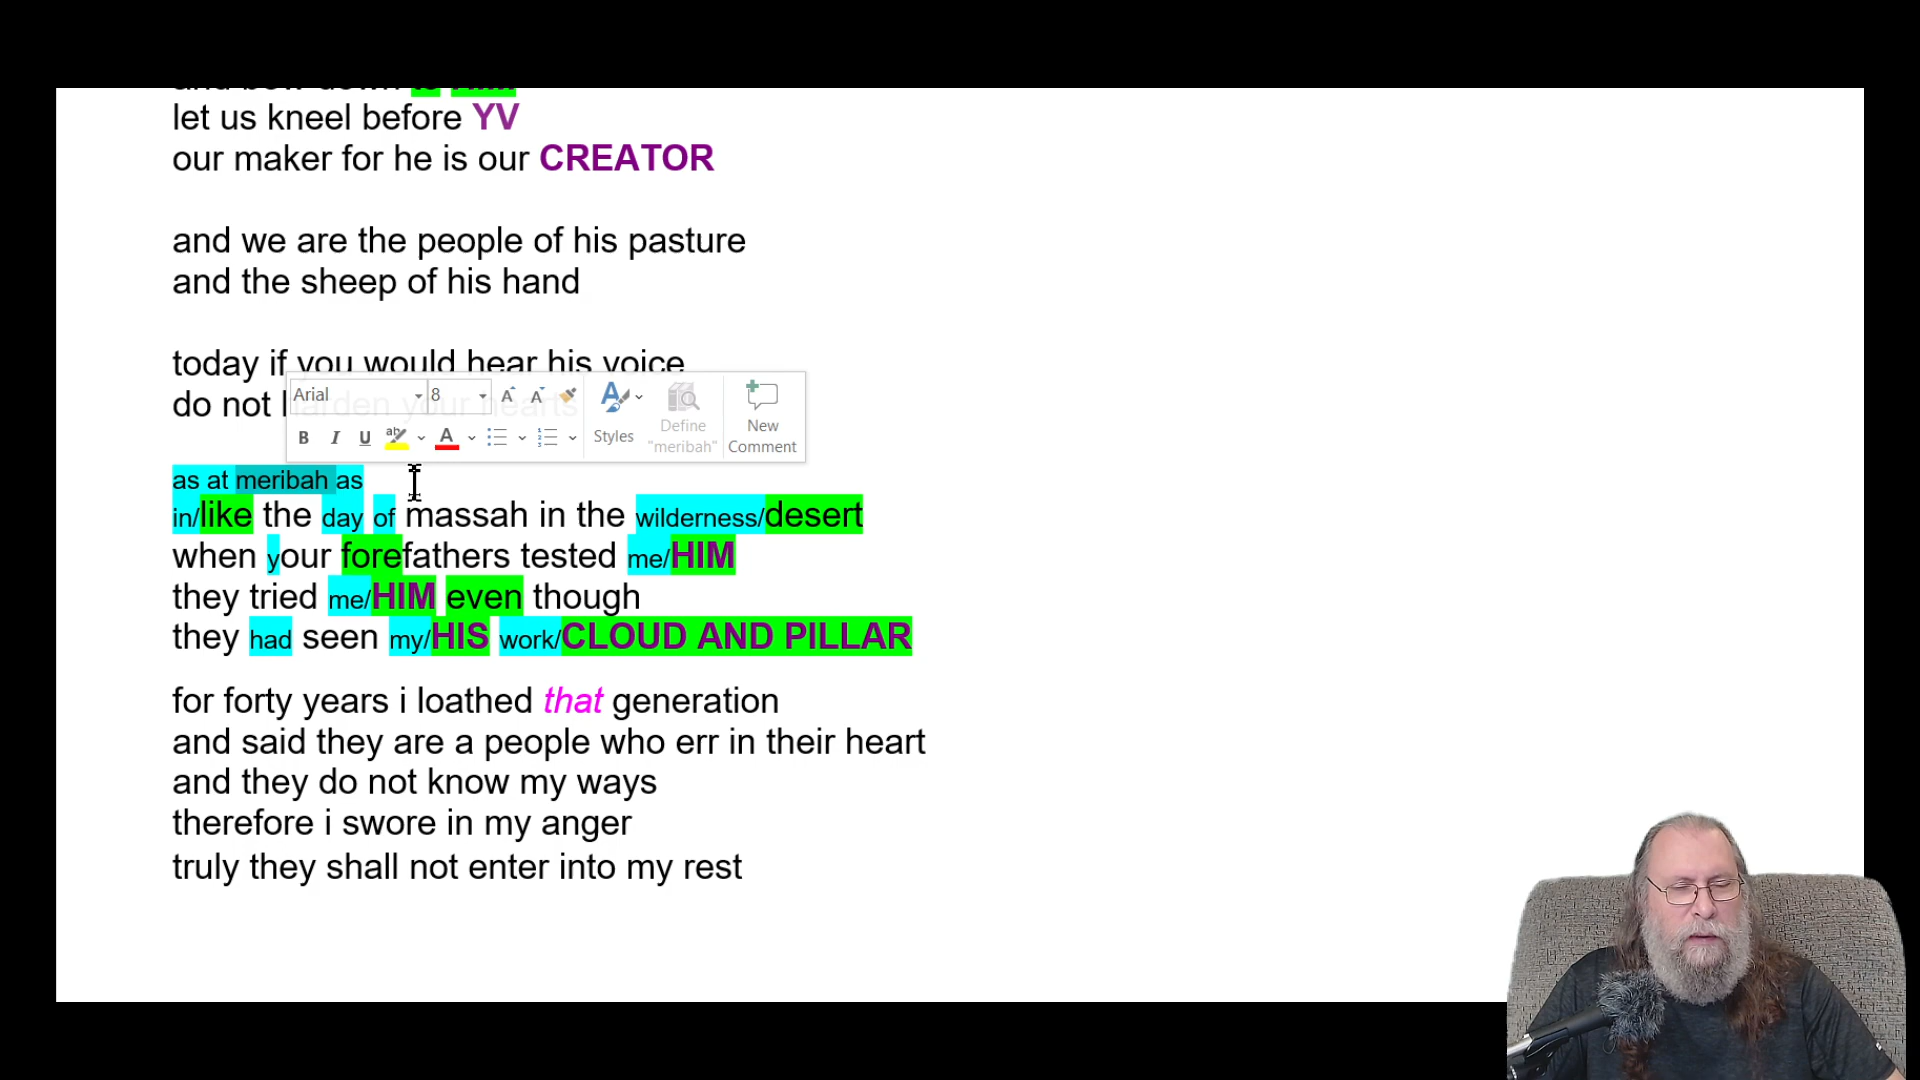 let us kneel before YV
our maker for he is our CREATOR
and we are the people of his pasture
and the sheep of his hand
today if you would hear his voice
do not harden your hearts
Arial 8
B I U ab A Styles Define "meribah" New Comment
as at meribah as
in/like the day of massah in the wilderness/desert
when your forefathers tested me/HIM
they tried me/HIM even though
they had seen my/HIS work/CLOUD AND PILLAR
for forty years i loathed that generation
and said they are a people who err in their heart
and they do not know my ways
therefore i swore in my anger
truly they shall not enter into my rest